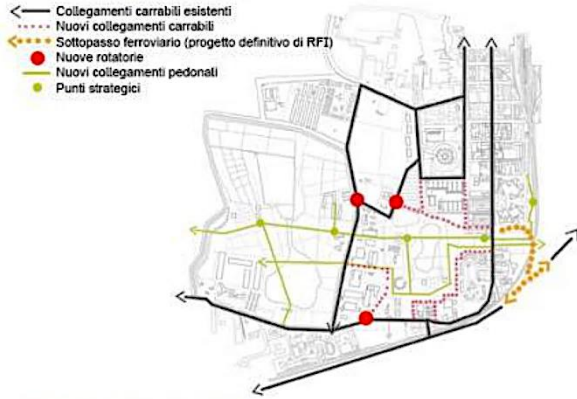 Collegamenti carrabili esistenti
Nuovi collegamenti carrabili
Sottopasso ferroviario (progetto definitivo di RFI)
Nuove rotatorie
Nuovi collegamenti pedonali
Punti strategici